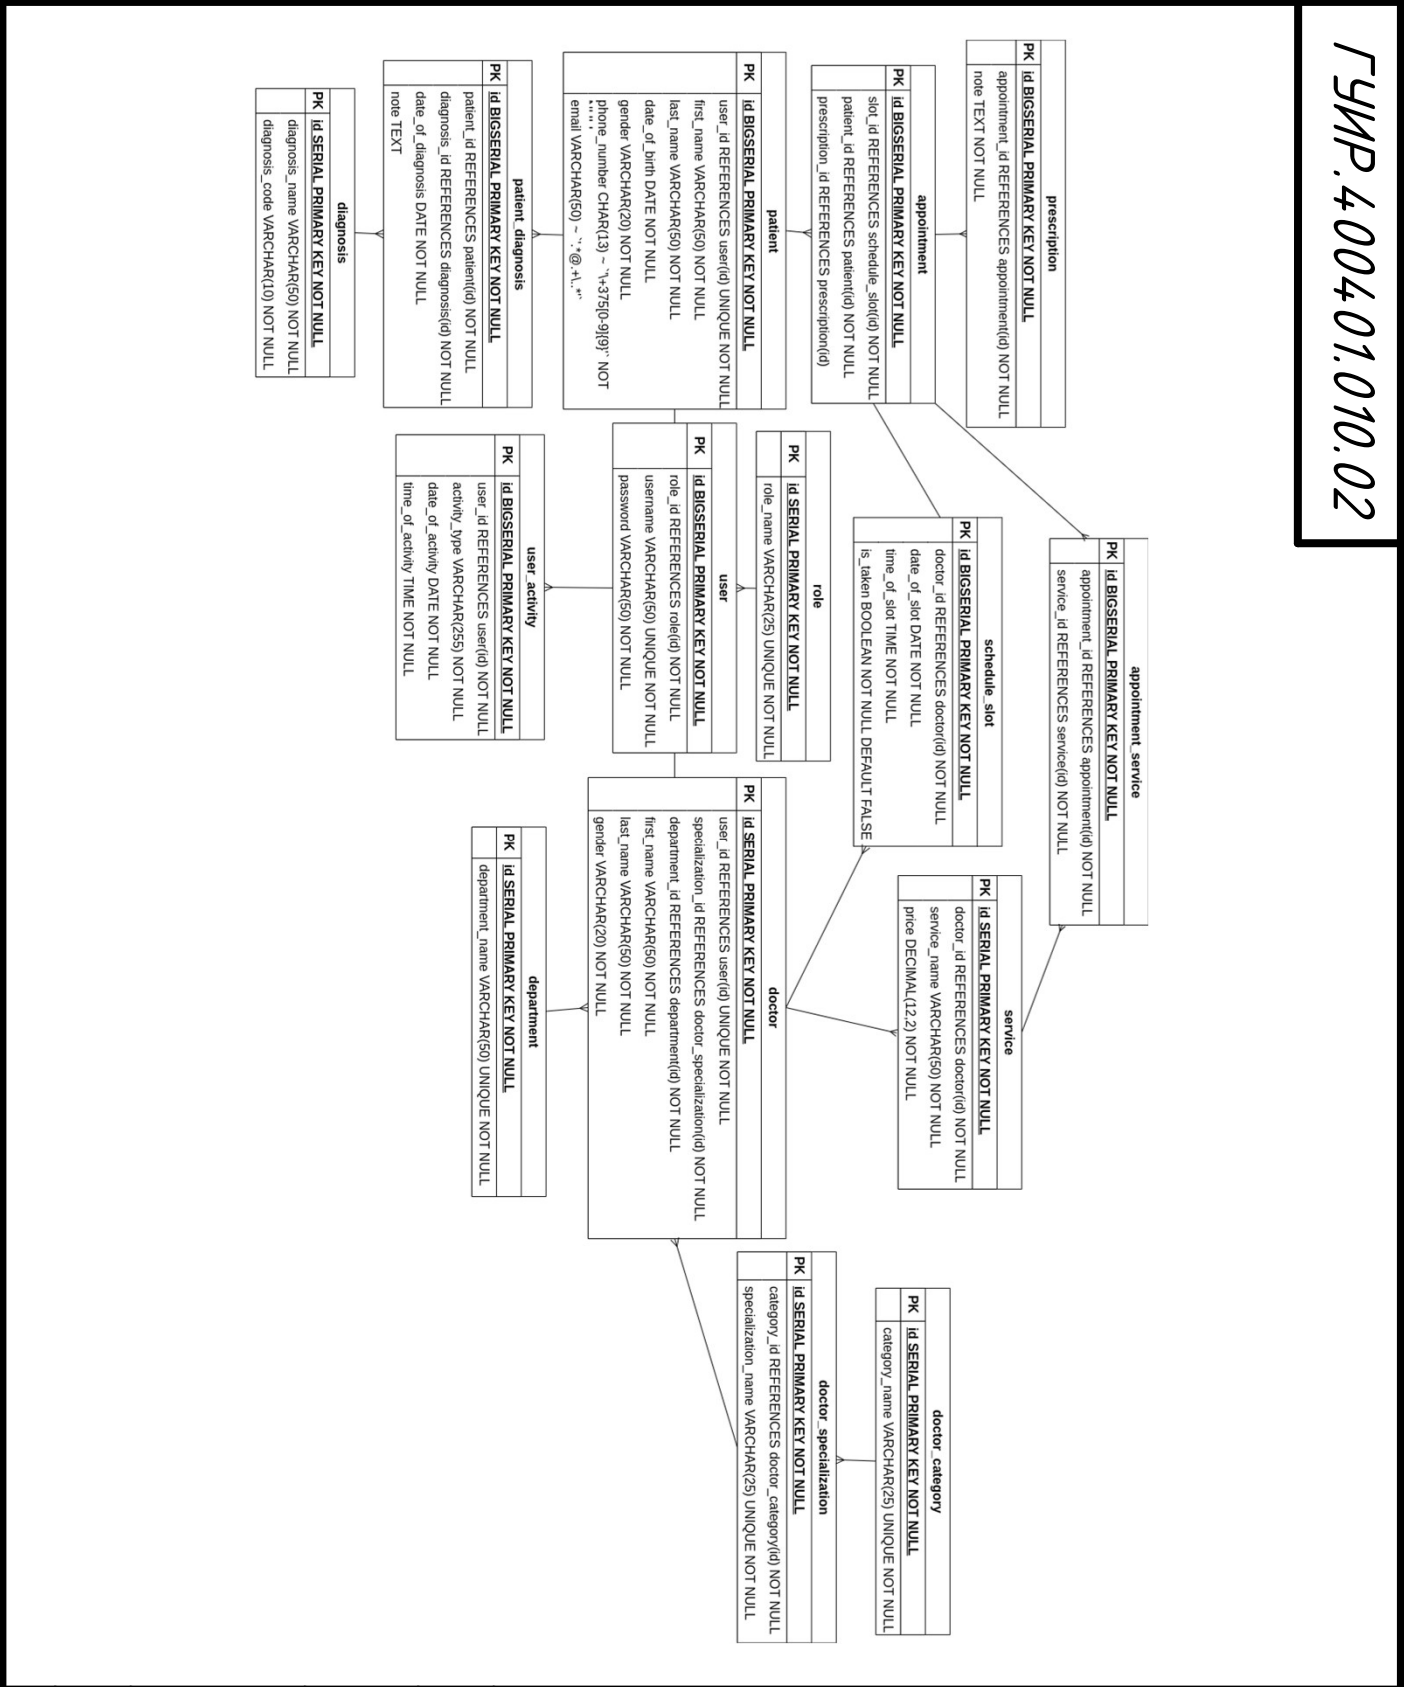 ГУИР.400401.010.02
prescription
PK id BIGSERIAL PRIMARY KEY NOT NULL
appointment_id REFERENCES appointment(id) NOT NULL
note TEXT NOT NULL
appointment
PK id BIGSERIAL PRIMARY KEY NOT NULL
slot_id REFERENCES schedule_slot(id) NOT NULL
patient_id REFERENCES patient(id) NOT NULL
prescription_id REFERENCES prescription(id)
patient
PK id BIGSERIAL PRIMARY KEY NOT NULL
user_id REFERENCES user(id) UNIQUE NOT NULL
first_name VARCHAR(50) NOT NULL
last_name VARCHAR(50) NOT NULL
date_of_birth DATE NOT NULL
gender VARCHAR(20) NOT NULL
phone_number CHAR(13) ~ '\+375[0-9]{9}' NOT
email VARCHAR(50) ~ '.*@.+\..*'
patient_diagnosis
PK id BIGSERIAL PRIMARY KEY NOT NULL
patient_id REFERENCES patient(id) NOT NULL
diagnosis_id REFERENCES diagnosis(id) NOT NULL
date_of_diagnosis DATE NOT NULL
note TEXT
diagnosis
PK id SERIAL PRIMARY KEY NOT NULL
diagnosis_name VARCHAR(50) NOT NULL
diagnosis_code VARCHAR(10) NOT NULL
appointment_service
PK id BIGSERIAL PRIMARY KEY NOT NULL
appointment_id REFERENCES appointment(id) NOT NULL
service_id REFERENCES service(id) NOT NULL
schedule_slot
PK id BIGSERIAL PRIMARY KEY NOT NULL
doctor_id REFERENCES doctor(id) NOT NULL
date_of_slot DATE NOT NULL
time_of_slot TIME NOT NULL
is_taken BOOLEAN NOT NULL DEFAULT FALSE
role
PK id SERIAL PRIMARY KEY NOT NULL
role_name VARCHAR(25) UNIQUE NOT NULL
user
PK id BIGSERIAL PRIMARY KEY NOT NULL
role_id REFERENCES role(id) NOT NULL
username VARCHAR(50) UNIQUE NOT NULL
password VARCHAR(50) NOT NULL
user_activity
PK id BIGSERIAL PRIMARY KEY NOT NULL
user_id REFERENCES user(id) NOT NULL
activity_type VARCHAR(255) NOT NULL
date_of_activity DATE NOT NULL
time_of_activity TIME NOT NULL
service
PK id SERIAL PRIMARY KEY NOT NULL
doctor_id REFERENCES doctor(id) NOT NULL
service_name VARCHAR(50) NOT NULL
price DECIMAL(12,2) NOT NULL
doctor
PK id SERIAL PRIMARY KEY NOT NULL
user_id REFERENCES user(id) UNIQUE NOT NULL
specialization_id REFERENCES doctor_specialization(id) NOT NULL
department_id REFERENCES department(id) NOT NULL
first_name VARCHAR(50) NOT NULL
last_name VARCHAR(50) NOT NULL
gender VARCHAR(20) NOT NULL
department
PK id SERIAL PRIMARY KEY NOT NULL
department_name VARCHAR(50) UNIQUE NOT NULL
doctor_category
PK id SERIAL PRIMARY KEY NOT NULL
category_name VARCHAR(25) UNIQUE NOT NULL
doctor_specialization
PK id SERIAL PRIMARY KEY NOT NULL
category_id REFERENCES doctor_category(id) NOT NULL
specialization_name VARCHAR(25) UNIQUE NOT NULL